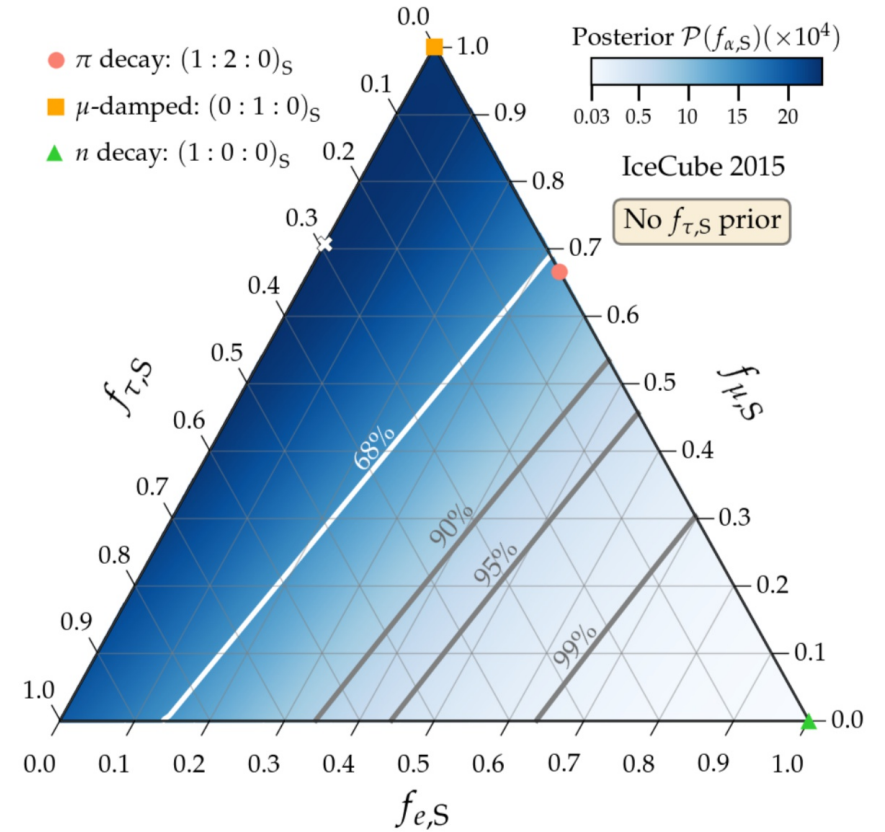 0.0
1.0
π decay: (1 : 2 : 0)S
μ-damped: (0 : 1 : 0)S
n decay: (1 : 0 : 0)S
Posterior 𝒫(fα,S)(×10⁴)
0.03 0.5 10 15 20
IceCube 2015
No fτ,S prior
0.1
0.9
0.2
0.8
0.3
0.7
0.4
0.6
0.5
0.5
0.6
0.4
0.7
0.3
0.8
0.2
0.9
0.1
1.0
0.0
fτ,S
fμ,S
68%
90%
95%
99%
0.0 0.1 0.2 0.3 0.4 0.5 0.6 0.7 0.8 0.9 1.0
fe,S